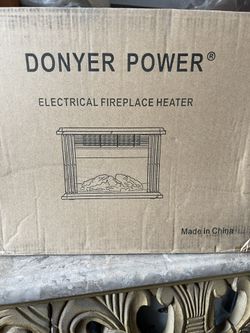 DONYER POWER®
ELECTRICAL FIREPLACE HEATER
Made in China